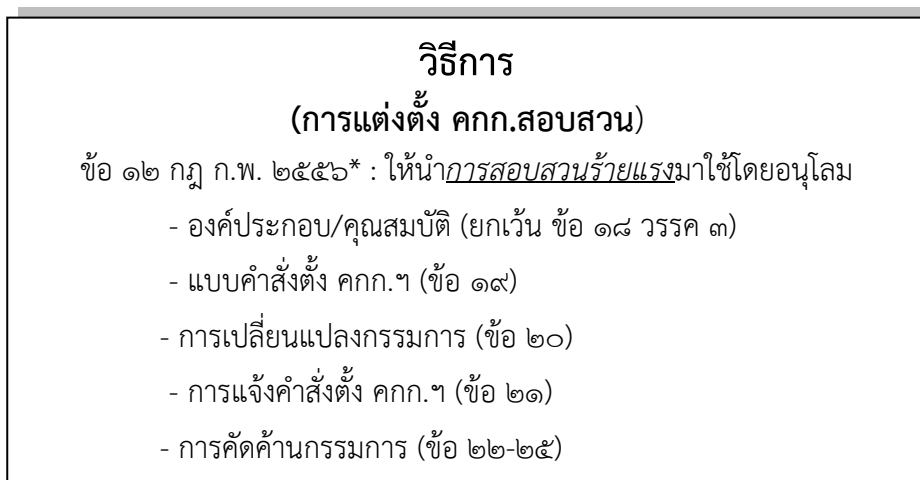 วิธีการ
(การแต่งตั้ง คกก.สอบสวน)
ข้อ ๑๒ กฎ ก.พ. ๒๕๕๖* : ให้นำการสอบสวนร้ายแรงมาใช้โดยอนุโลม
- องค์ประกอบ/คุณสมบัติ (ยกเว้น ข้อ ๑๘ วรรค ๓)
- แบบคำสั่งตั้ง คกก.ฯ (ข้อ ๑๙)
- การเปลี่ยนแปลงกรรมการ (ข้อ ๒๐)
- การแจ้งคำสั่งตั้ง คกก.ฯ (ข้อ ๒๑)
- การคัดค้านกรรมการ (ข้อ ๒๒-๒๕)